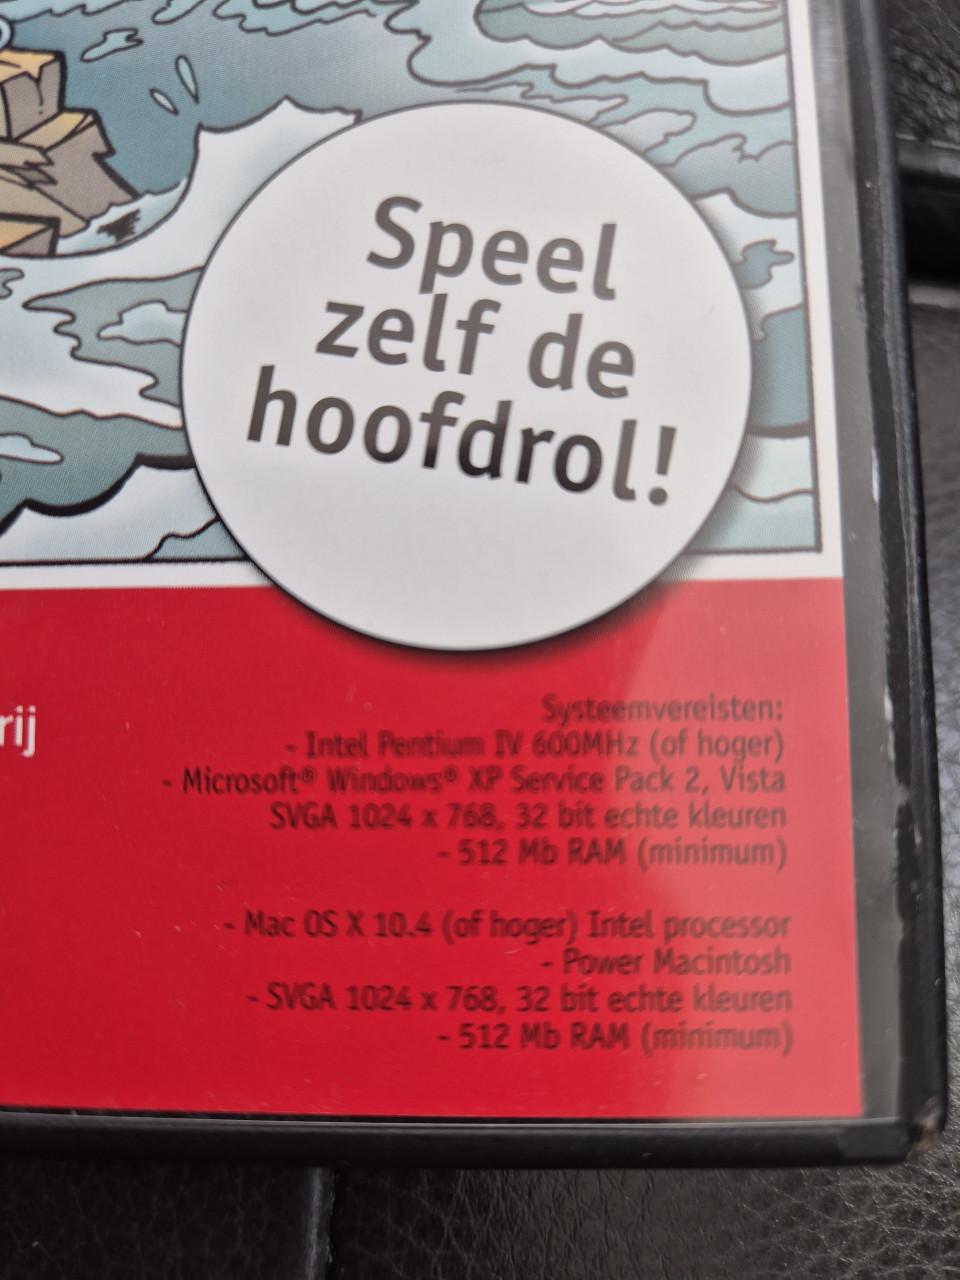 Speel
zelf de
hoofdrol!
rij
Systeemvereisten:
- Intel Pentium IV 600MHz (of hoger)
- Microsoft® Windows® XP Service Pack 2, Vista
SVGA 1024 x 768, 32 bit echte kleuren
- 512 Mb RAM (minimum)
- Mac OS X 10.4 (of hoger) Intel processor
- Power Macintosh
- SVGA 1024 x 768, 32 bit echte kleuren
- 512 Mb RAM (minimum)